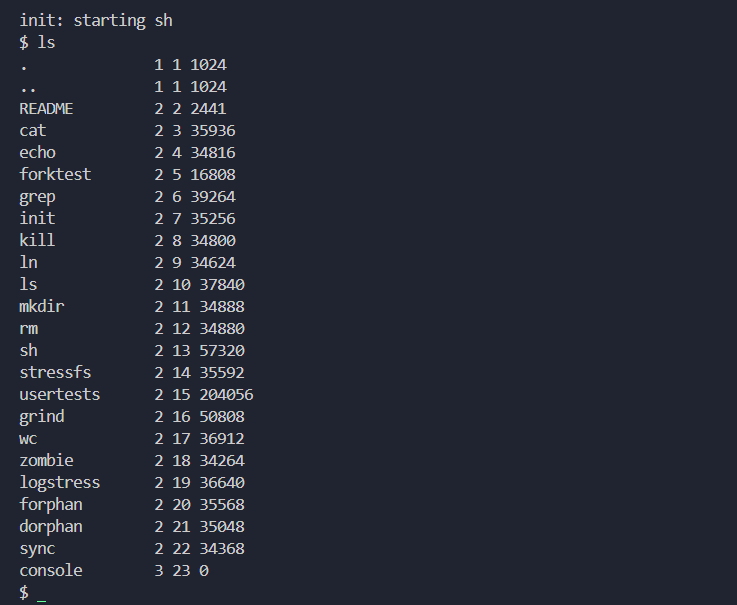 init: starting sh
$ ls
.              1 1 1024
..             1 1 1024
README         2 2 2441
cat            2 3 35936
echo           2 4 34816
forktest       2 5 16808
grep           2 6 39264
init           2 7 35256
kill           2 8 34800
ln             2 9 34624
ls             2 10 37840
mkdir          2 11 34888
rm             2 12 34880
sh             2 13 57320
stressfs       2 14 35592
usertests      2 15 204056
grind          2 16 50808
wc             2 17 36912
zombie         2 18 34264
logstress      2 19 36640
forphan        2 20 35568
dorphan        2 21 35048
sync           2 22 34368
console        3 23 0
$ _